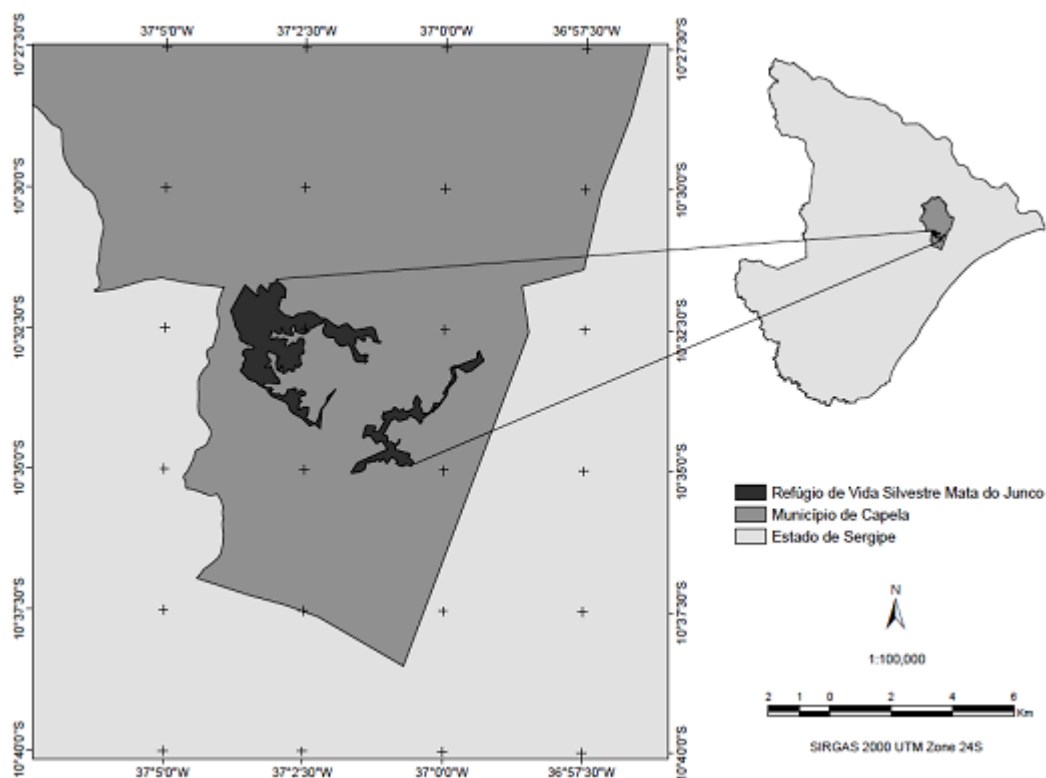 37°5'0"W 37°2'30"W 37°0'0"W 36°57'30"W
10°27'30"S 10°27'30"S
10°30'0"S 10°30'0"S
10°32'30"S 10°32'30"S
10°35'0"S 10°35'0"S
10°37'30"S 10°37'30"S
10°40'0"S 10°40'0"S
37°5'0"W 37°2'30"W 37°0'0"W 36°57'30"W
Refúgio de Vida Silvestre Mata do Junco
Município de Capela
Estado de Sergipe
N
1:100,000
2 1 0 2 4 6
Km
SIRGAS 2000 UTM Zone 24S